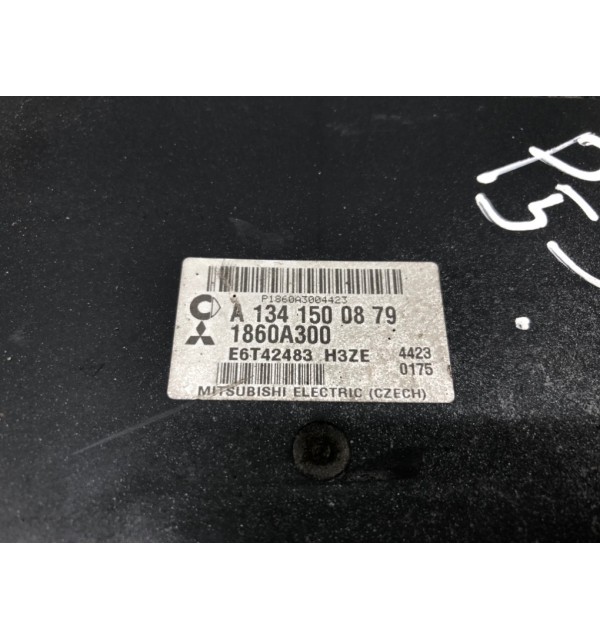 P1860A3004423
A 134 150 08 79
1860A300
E6T42483 H3ZE 4423
0175
MITSUBISHI ELECTRIC (CZECH)